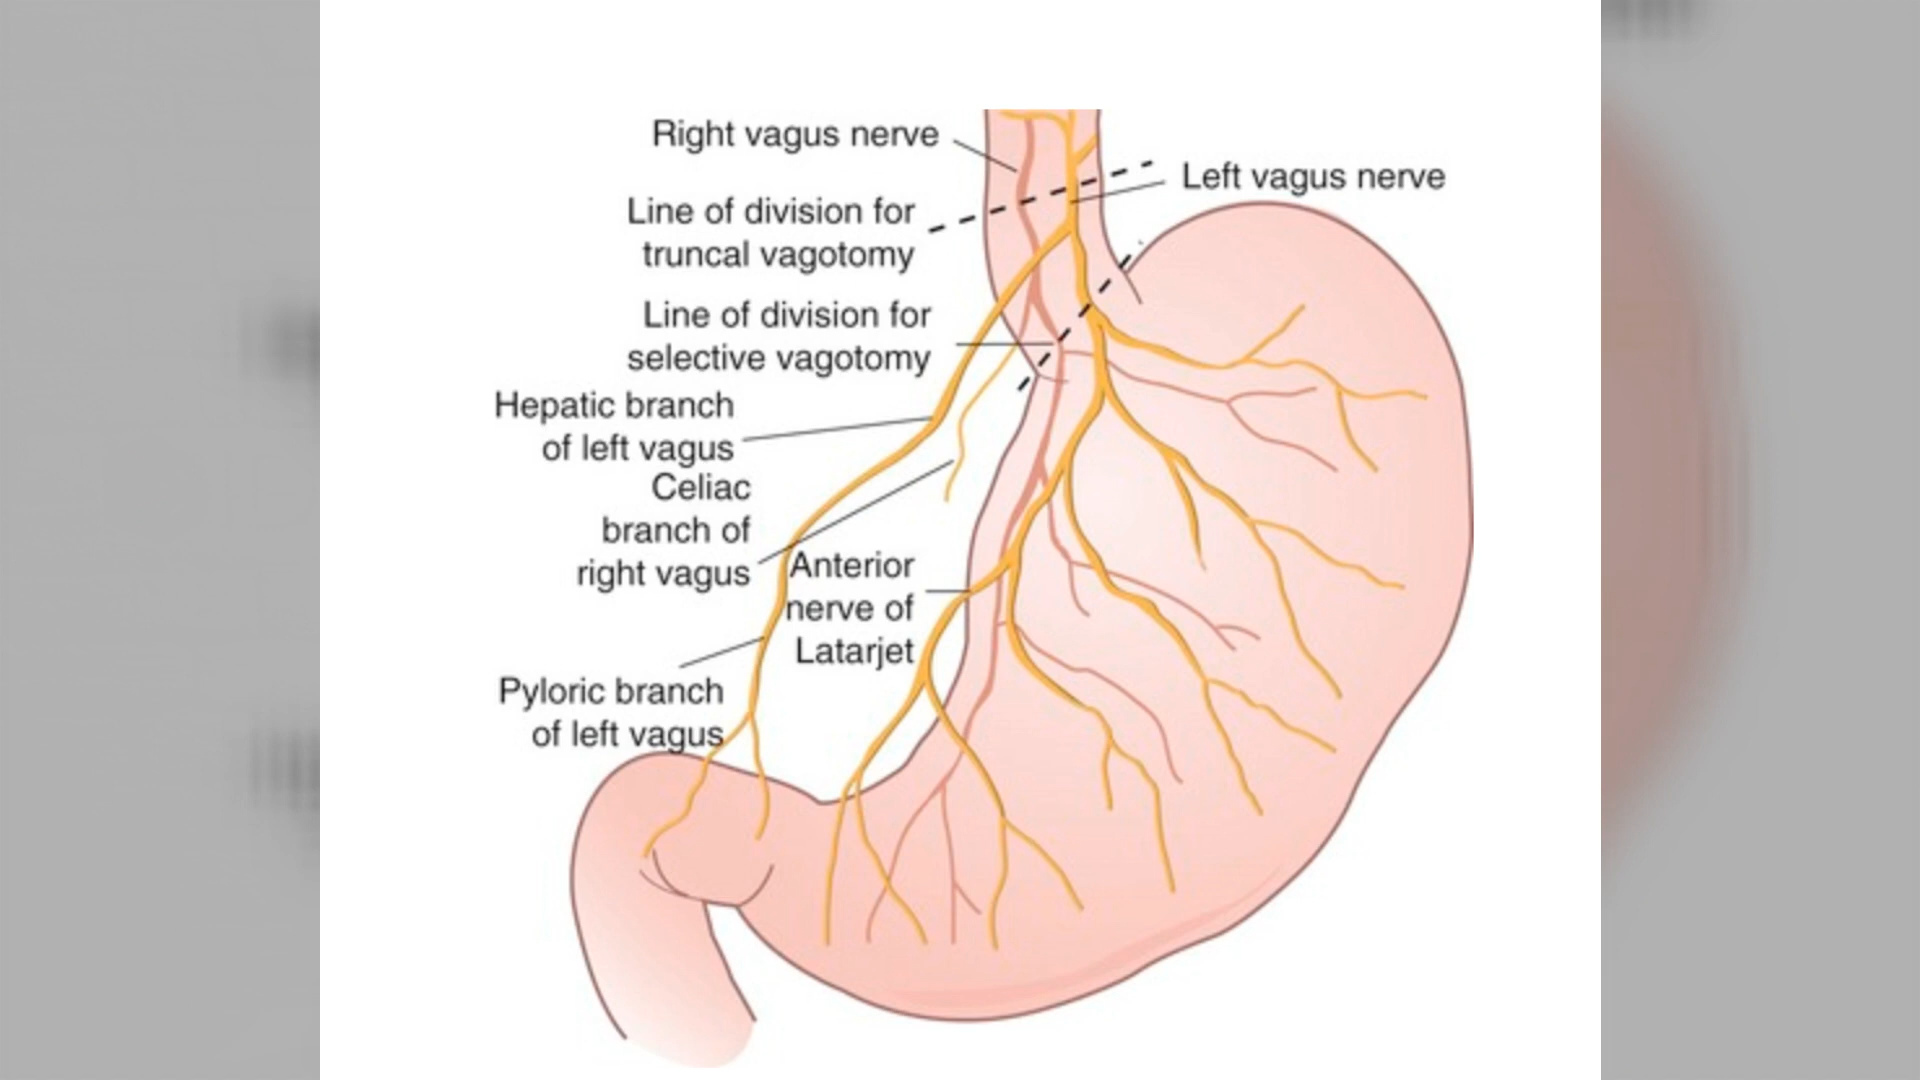 Right vagus nerve
Left vagus nerve
Line of division for
truncal vagotomy
Line of division for
selective vagotomy
Hepatic branch
of left vagus
Celiac
branch of
right vagus
Anterior
nerve of
Latarjet
Pyloric branch
of left vagus